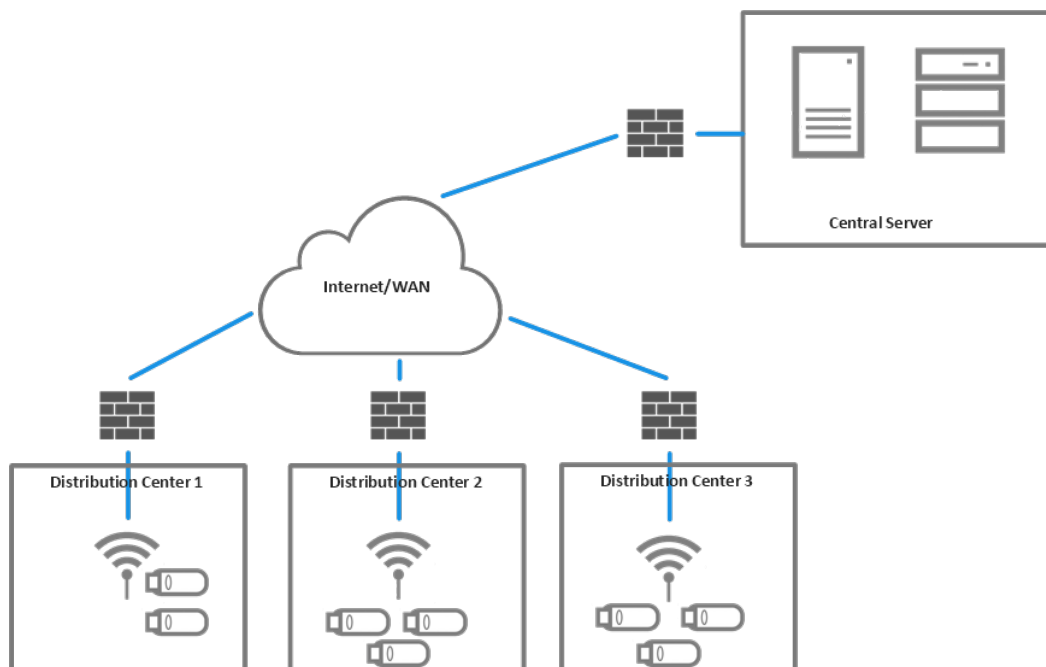 Central Server
Internet/WAN
Distribution Center 1
Distribution Center 2
Distribution Center 3